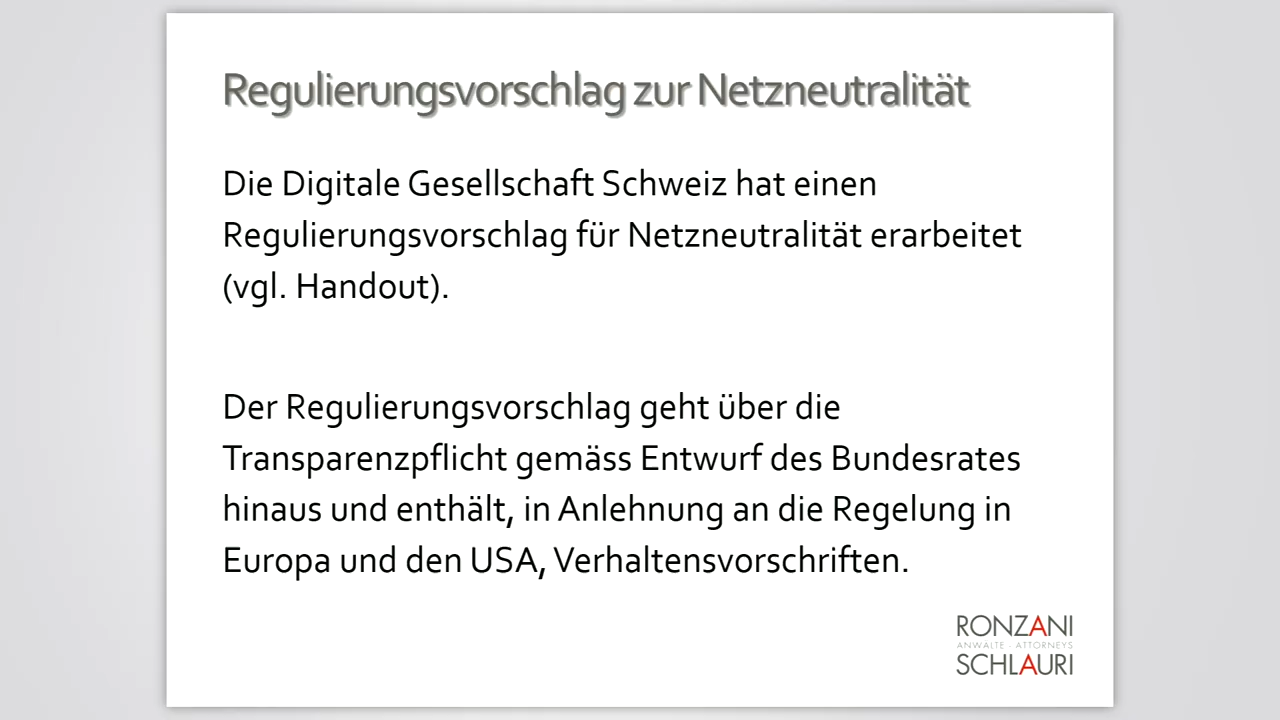 Regulierungsvorschlag zur Netzneutralität
Die Digitale Gesellschaft Schweiz hat einen
Regulierungsvorschlag für Netzneutralität erarbeitet
(vgl. Handout).
Der Regulierungsvorschlag geht über die
Transparenzpflicht gemäss Entwurf des Bundesrates
hinaus und enthält, in Anlehnung an die Regelung in
Europa und den USA, Verhaltensvorschriften.
RONZANI
ANWÄLTE - ATTORNEYS
SCHLAURI